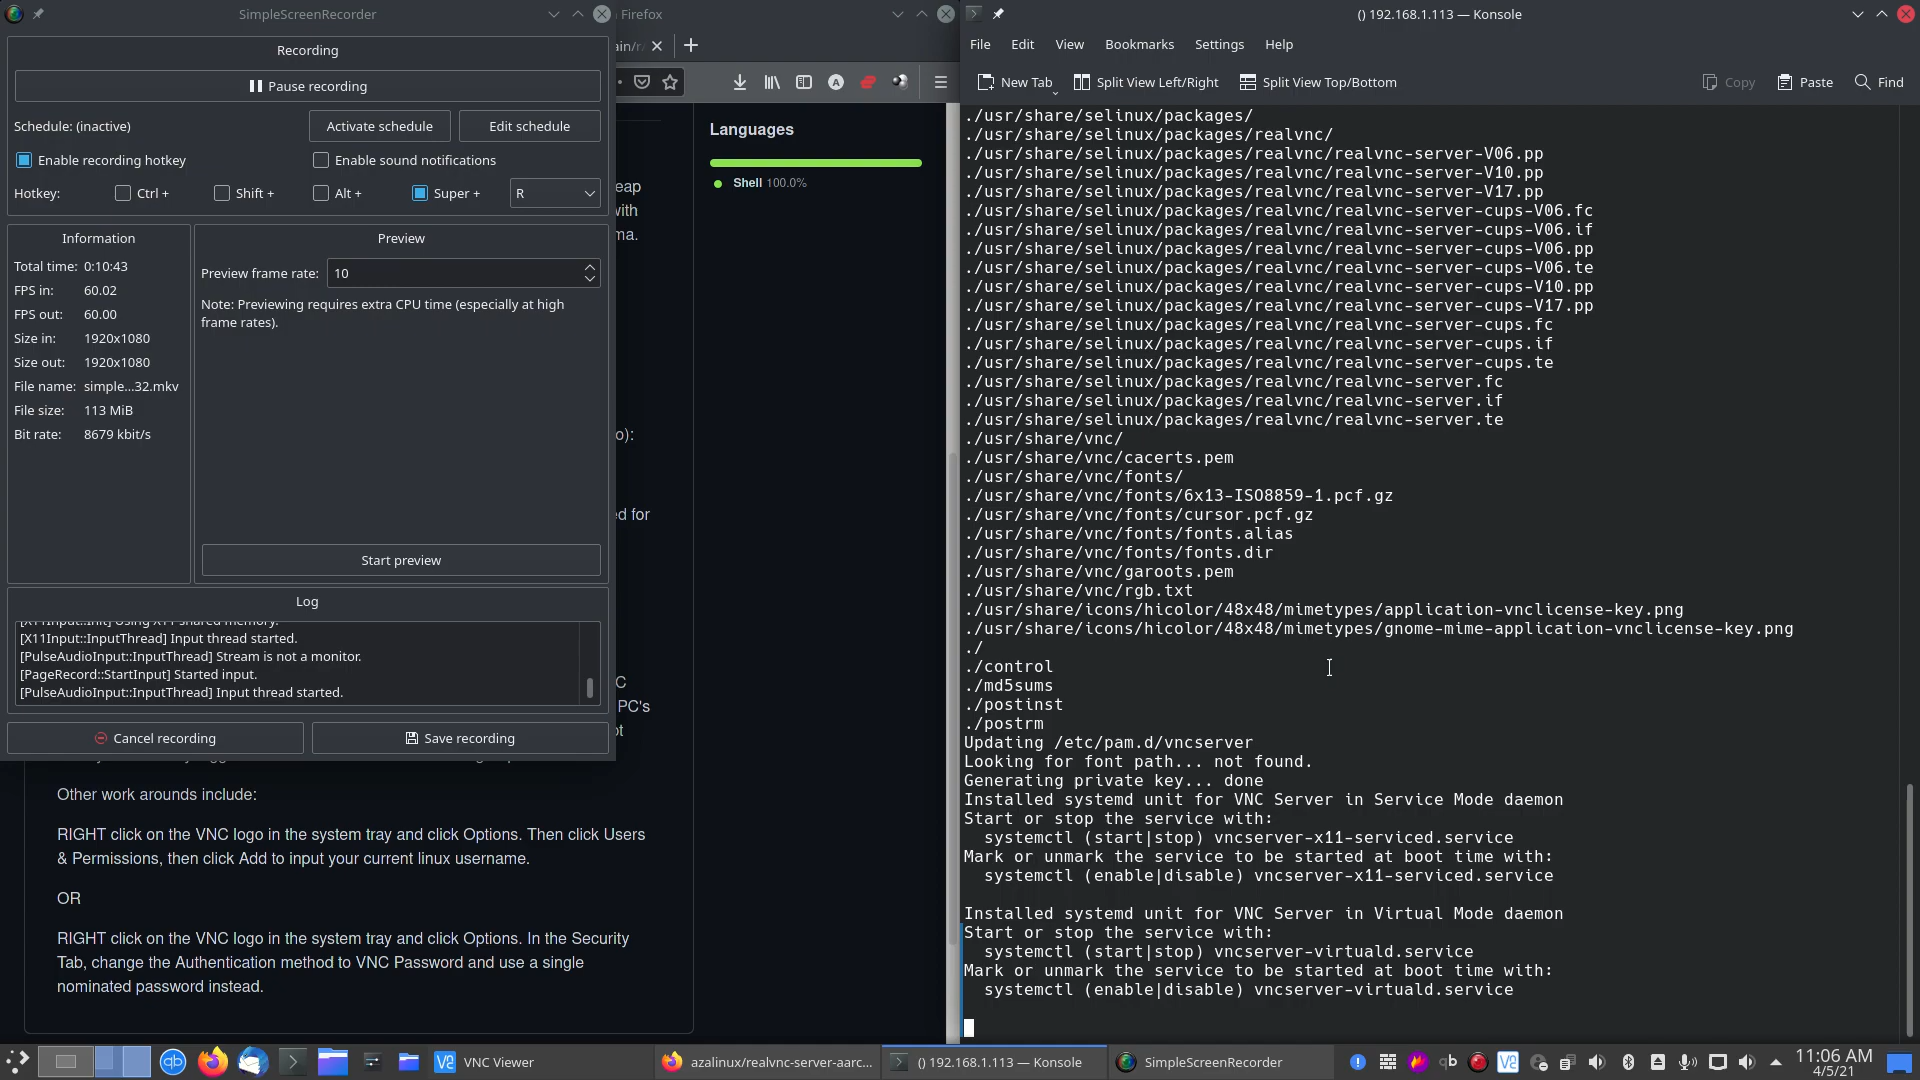 SimpleScreenRecorder
Recording
Pause recording
Schedule: (inactive)
Activate schedule
Edit schedule
Enable recording hotkey
Enable sound notifications
Hotkey:
Ctrl +
Shift +
Alt +
Super +
R
Information
Total time: 0:10:43
FPS in: 60.02
FPS out: 60.00
Size in: 1920x1080
Size out: 1920x1080
File name: simple...32.mkv
File size: 113 MiB
Bit rate: 8679 kbit/s
Preview
Preview frame rate:
10
Note: Previewing requires extra CPU time (especially at high
frame rates).
Start preview
Log
[X11Input::Init] Using X11 shared memory.
[X11Input::InputThread] Input thread started.
[PulseAudioInput::InputThread] Stream is not a monitor.
[PageRecord::StartInput] Started input.
[PulseAudioInput::InputThread] Input thread started.
Cancel recording
Save recording
Firefox
ain/r
eap
with
ma.
o):
ed for
C
PC's
ot
Languages
Shell 100.0%
Other work arounds include:
RIGHT click on the VNC logo in the system tray and click Options. Then click Users
& Permissions, then click Add to input your current linux username.
OR
RIGHT click on the VNC logo in the system tray and click Options. In the Security
Tab, change the Authentication method to VNC Password and use a single
nominated password instead.
() 192.168.1.113 — Konsole
File Edit View Bookmarks Settings Help
New Tab
Split View Left/Right
Split View Top/Bottom
Copy
Paste
Find
./usr/share/selinux/packages/
./usr/share/selinux/packages/realvnc/
./usr/share/selinux/packages/realvnc/realvnc-server-V06.pp
./usr/share/selinux/packages/realvnc/realvnc-server-V10.pp
./usr/share/selinux/packages/realvnc/realvnc-server-V17.pp
./usr/share/selinux/packages/realvnc/realvnc-server-cups-V06.fc
./usr/share/selinux/packages/realvnc/realvnc-server-cups-V06.if
./usr/share/selinux/packages/realvnc/realvnc-server-cups-V06.pp
./usr/share/selinux/packages/realvnc/realvnc-server-cups-V06.te
./usr/share/selinux/packages/realvnc/realvnc-server-cups-V10.pp
./usr/share/selinux/packages/realvnc/realvnc-server-cups-V17.pp
./usr/share/selinux/packages/realvnc/realvnc-server-cups.fc
./usr/share/selinux/packages/realvnc/realvnc-server-cups.if
./usr/share/selinux/packages/realvnc/realvnc-server-cups.te
./usr/share/selinux/packages/realvnc/realvnc-server.fc
./usr/share/selinux/packages/realvnc/realvnc-server.if
./usr/share/selinux/packages/realvnc/realvnc-server.te
./usr/share/vnc/
./usr/share/vnc/cacerts.pem
./usr/share/vnc/fonts/
./usr/share/vnc/fonts/6x13-ISO8859-1.pcf.gz
./usr/share/vnc/fonts/cursor.pcf.gz
./usr/share/vnc/fonts/fonts.alias
./usr/share/vnc/fonts/fonts.dir
./usr/share/vnc/garoots.pem
./usr/share/vnc/rgb.txt
./usr/share/icons/hicolor/48x48/mimetypes/application-vnclicense-key.png
./usr/share/icons/hicolor/48x48/mimetypes/gnome-mime-application-vnclicense-key.png
./
./control
./md5sums
./postinst
./postrm
Updating /etc/pam.d/vncserver
Looking for font path... not found.
Generating private key... done
Installed systemd unit for VNC Server in Service Mode daemon
Start or stop the service with:
systemctl (start|stop) vncserver-x11-serviced.service
Mark or unmark the service to be started at boot time with:
systemctl (enable|disable) vncserver-x11-serviced.service
Installed systemd unit for VNC Server in Virtual Mode daemon
Start or stop the service with:
systemctl (start|stop) vncserver-virtuald.service
Mark or unmark the service to be started at boot time with:
systemctl (enable|disable) vncserver-virtuald.service
VNC Viewer
azalinux/realvnc-server-aarc...
() 192.168.1.113 — Konsole
SimpleScreenRecorder
11:06 AM
4/5/21